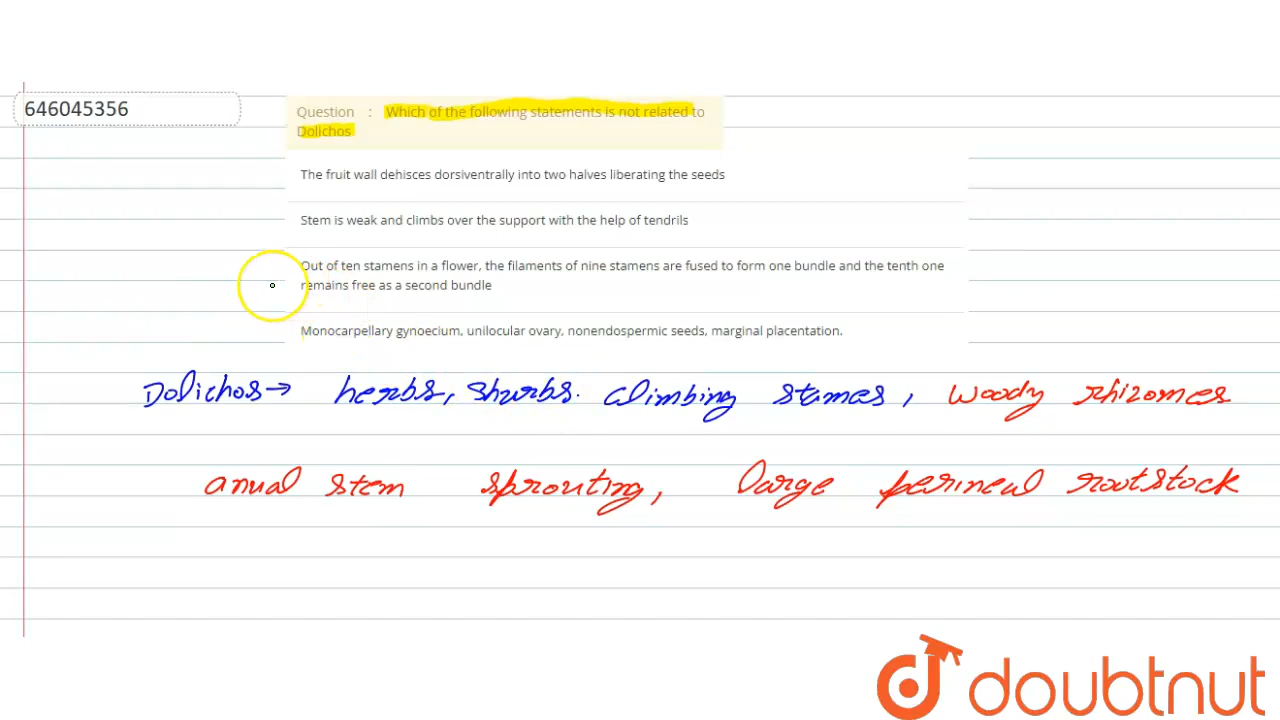 646045356
Question : Which of the following statements is not related to
Dolichos
The fruit wall dehisces dorsiventrally into two halves liberating the seeds
Stem is weak and climbs over the support with the help of tendrils
Out of ten stamens in a flower, the filaments of nine stamens are fused to form one bundle and the tenth one
remains free as a second bundle
Monocarpellary gynoecium, unilocular ovary, nonendospermic seeds, marginal placentation.
Dolichos → herbs, shurbs. climbing stames, woody rhizomes
anual stem sprouting, large perineal rootstock
doubtnut